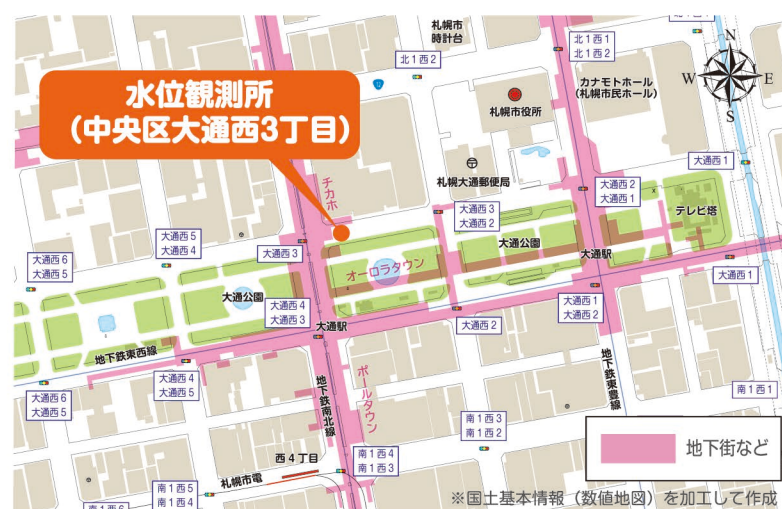 札幌市
時計台
北1西2
北1西1
北1西2
カナモトホール
(札幌市民ホール)
N
W
E
S
水位観測所
(中央区大通西3丁目)
札幌市役所
札幌大通郵便局
大通西1
チカホ
大通西3
大通西2
大通西2
大通西1
テレビ塔
大通西5
大通西4
大通西3
大通公園
大通駅
大通西6
大通西5
オーロラタウン
大通西1
大通公園
大通西4
大通西3
大通駅
大通西2
大通西1
大通西2
地下鉄東西線
大通西6
大通西5
大通西4
大通西5
地下鉄南北線
ポールタウン
地下鉄東豊線
南1西1
南1西3
南1西2
地下街など
西4丁目
南1西4
南1西3
札幌市電
南1西5
南1西4
南1西6
※国土基本情報(数値地図)を加工して作成